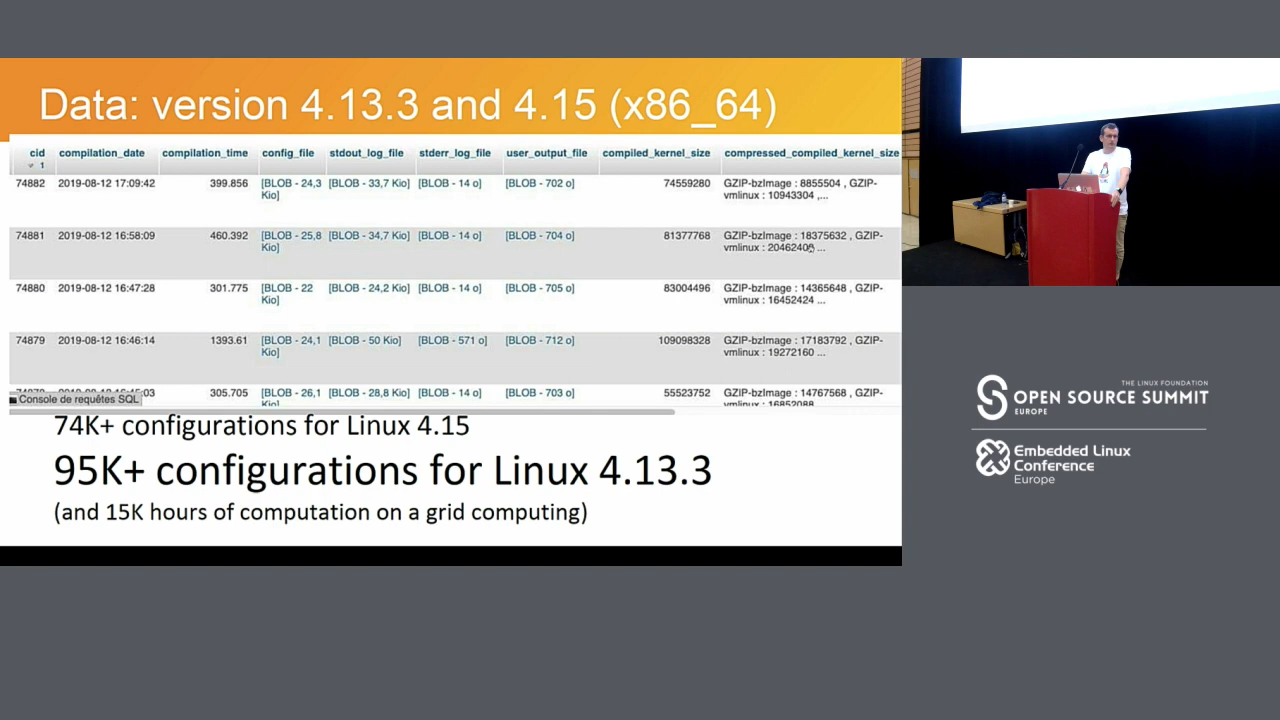 Data: version 4.13.3 and 4.15 (x86_64)
cid compilation_date compilation_time config_file stdout_log_file stderr_log_file user_output_file compiled_kernel_size compressed_compiled_kernel_size
1
74882 2019-08-12 17:09:42 399.856 [BLOB - 24,3 [BLOB - 33,7 Kio] [BLOB - 14 o] [BLOB - 702 o] 74559280 GZIP-bzImage : 8855504 , GZIP-
Kio] vmlinux : 10943304 ,...
74881 2019-08-12 16:58:09 460.392 [BLOB - 25,8 [BLOB - 34,7 Kio] [BLOB - 14 o] [BLOB - 704 o] 81377768 GZIP-bzImage : 18375632 , GZIP-
Kio] vmlinux : ...
74880 2019-08-12 16:47:28 301.775 [BLOB - 22 [BLOB - 24,2 Kio] [BLOB - 14 o] [BLOB - 705 o] 83004496 GZIP-bzImage : 14365648 , GZIP-
Kio] vmlinux : 16452424 ...
74879 2019-08-12 16:46:14 1393.61 [BLOB - 24,1 [BLOB - 50 Kio] [BLOB - 571 o] [BLOB - 712 o] 109098328 GZIP-bzImage : 17183792 , GZIP-
Kio] vmlinux : 19272160 ...
305.705 [BLOB - 26,1 [BLOB - 28,8 Kio] [BLOB - 14 o] [BLOB - 703 o] 55523752 GZIP-bzImage : 14767568 , GZIP-
Kio] vmlinux : 16852088
Console de requêtes SQL
74K+ configurations for Linux 4.15
95K+ configurations for Linux 4.13.3
(and 15K hours of computation on a grid computing)
THE LINUX FOUNDATION
OPEN SOURCE SUMMIT
EUROPE
Embedded Linux
Conference
Europe